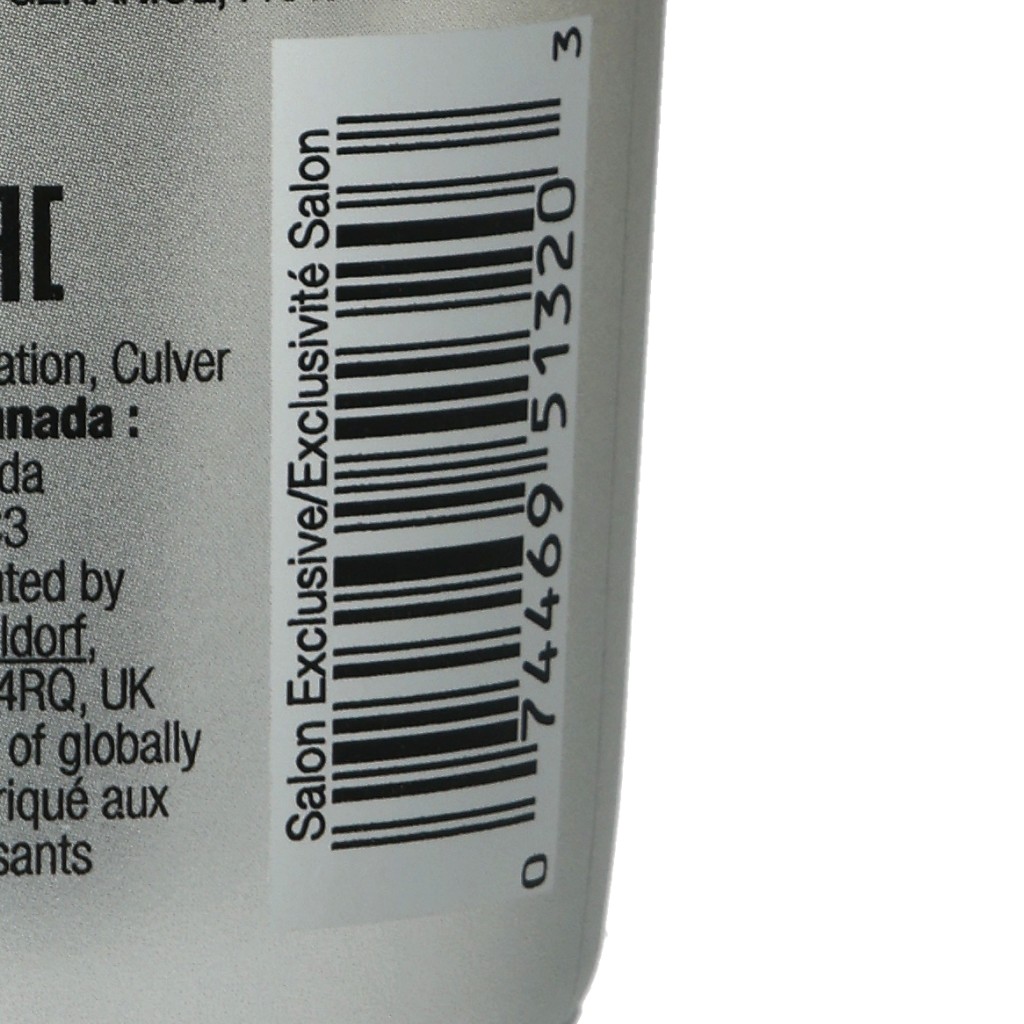 ation, Culver
nada :
da
3
ted by
ldorf,
4RQ, UK
of globally
riqué aux
sants
Salon Exclusive/Exclusivité Salon
0 74469 51320 3